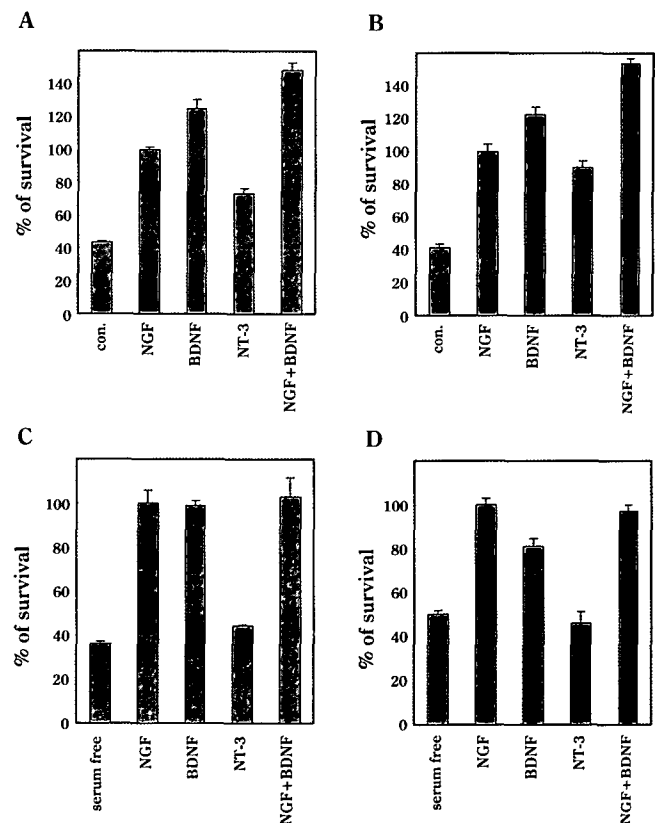 A
% of survival
140
120
100
80
60
40
20
0
con.
NGF
BDNF
NT-3
NGF+BDNF
B
% of survival
140
120
100
80
60
40
20
0
con.
NGF
BDNF
NT-3
NGF+BDNF
C
% of survival
100
80
60
40
20
0
serum free
NGF
BDNF
NT-3
NGF+BDNF
D
% of survival
100
80
60
40
20
0
serum free
NGF
BDNF
NT-3
NGF+BDNF